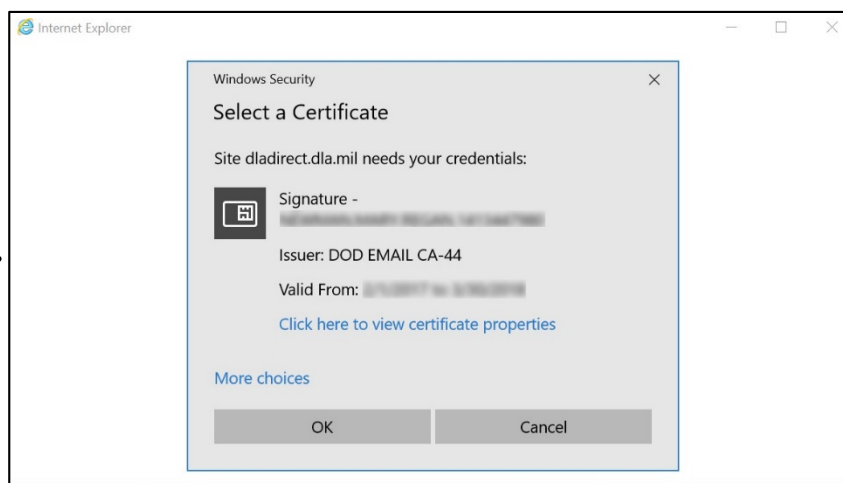 Internet Explorer
Windows Security
Select a Certificate
Site dladirect.dla.mil needs your credentials:
Signature -
Issuer: DOD EMAIL CA-44
Valid From:
Click here to view certificate properties
More choices
OK
Cancel